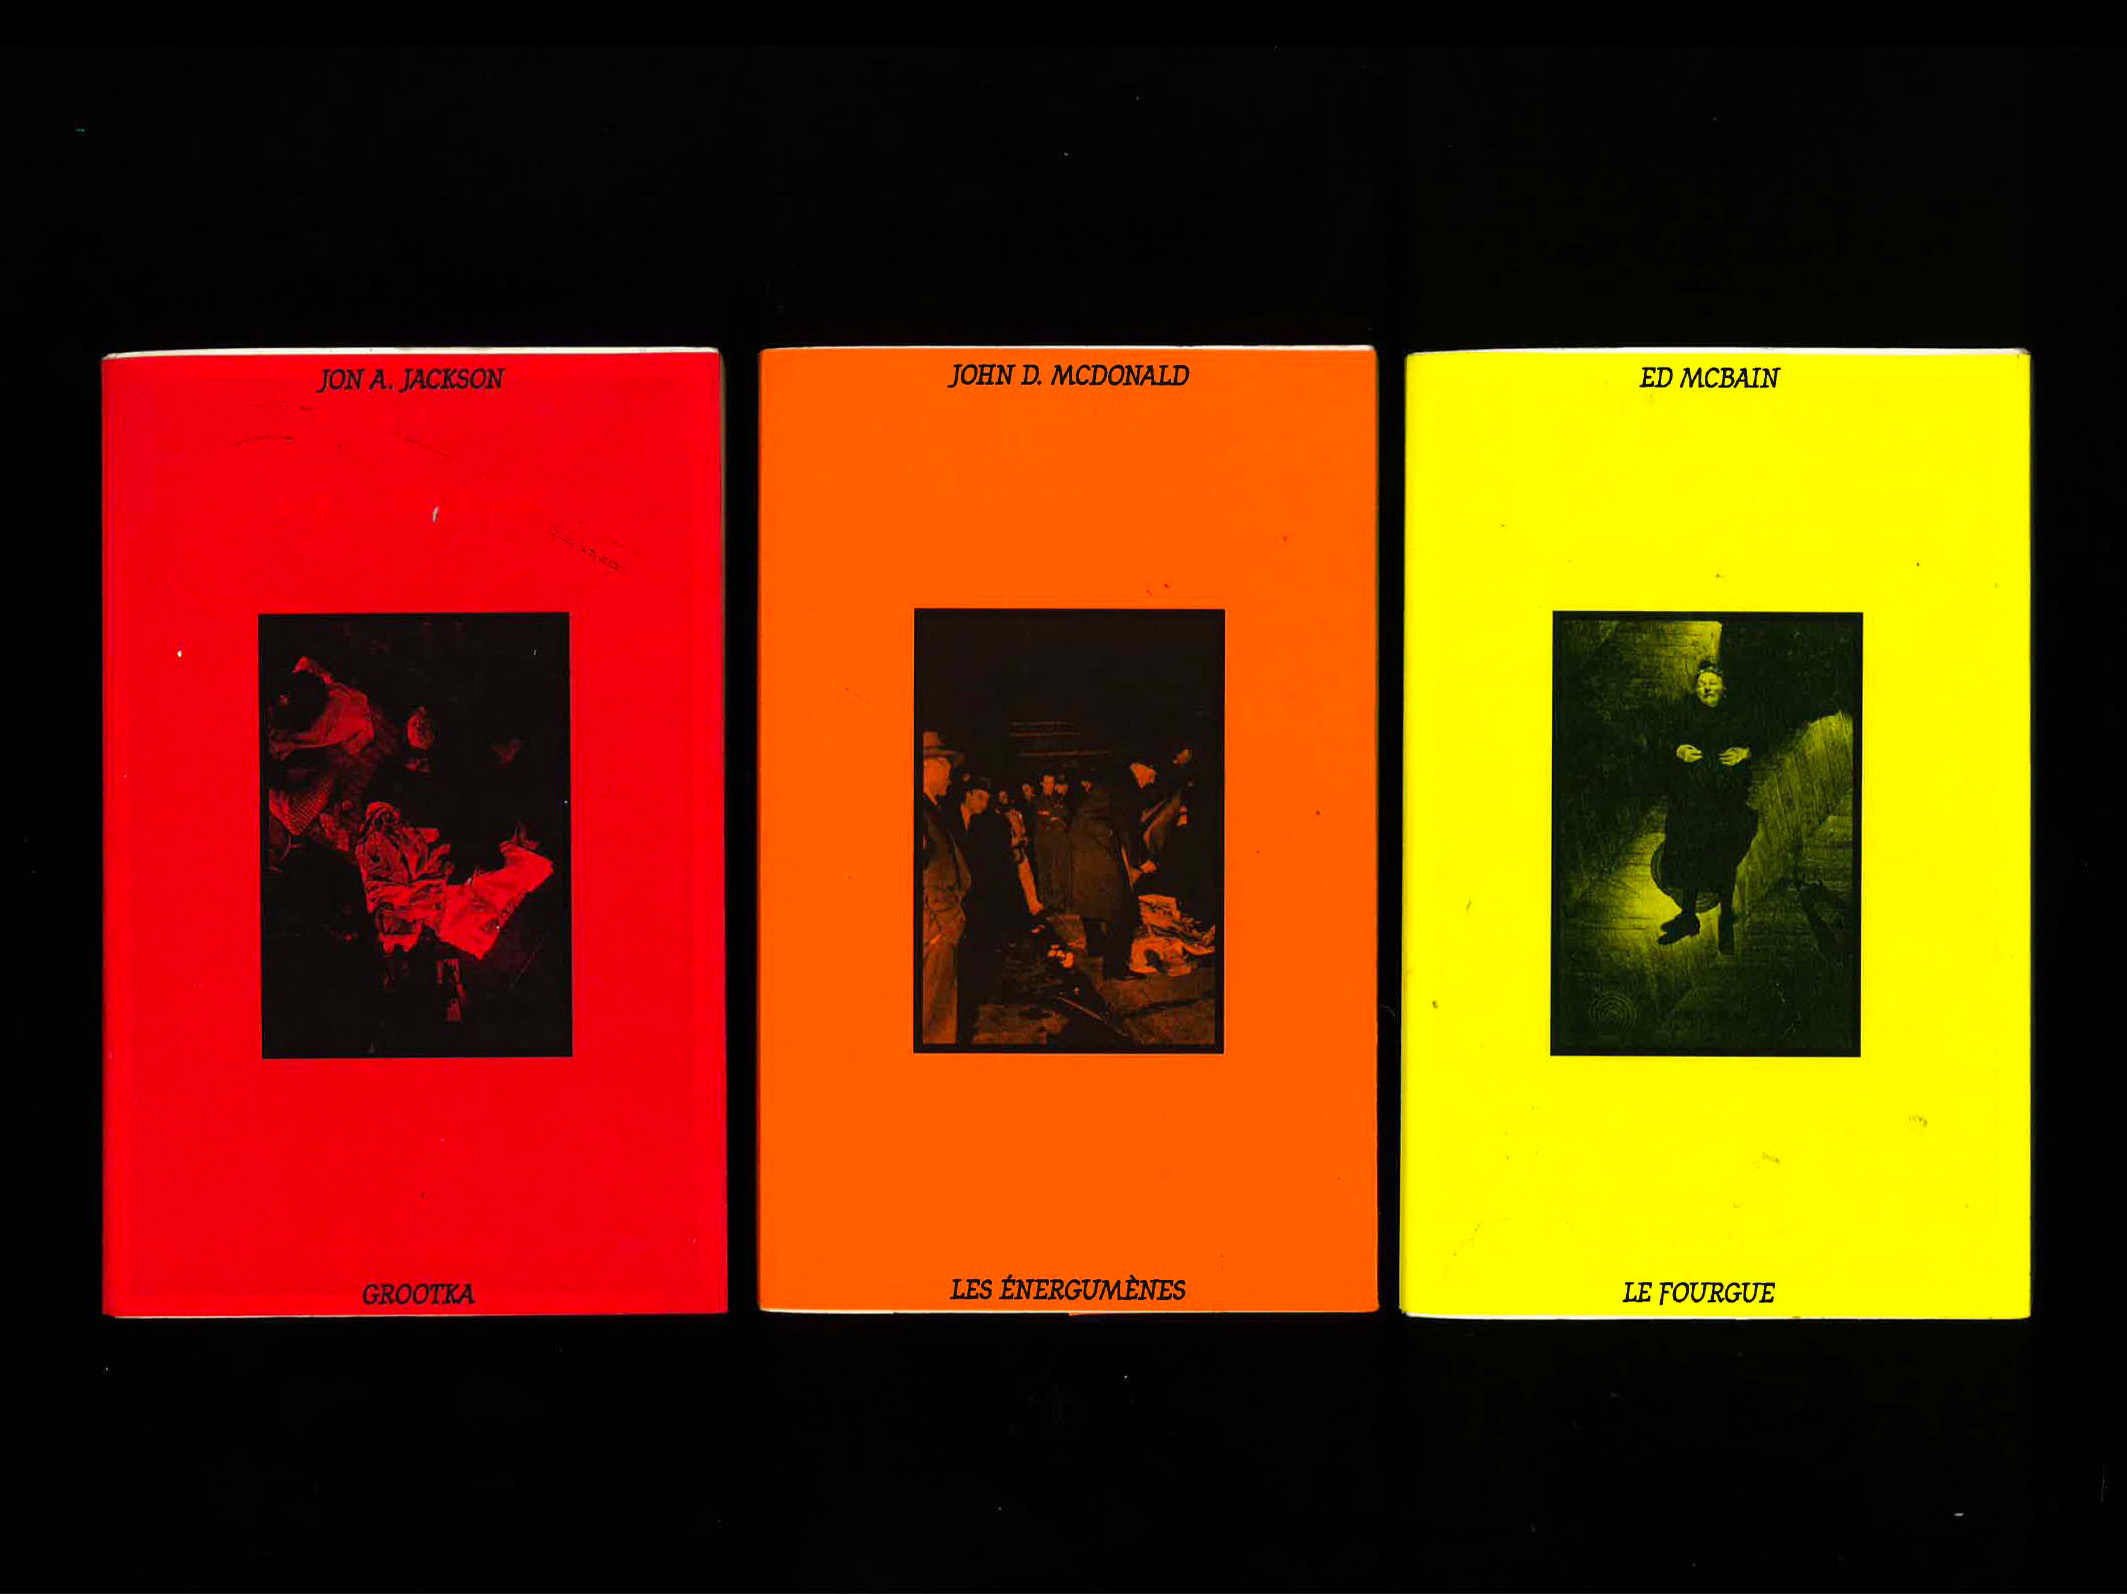 JON A. JACKSON
GROOTKA
JOHN D. MCDONALD
LES ÉNERGUMÈNES
ED MCBAIN
LE FOURGUE